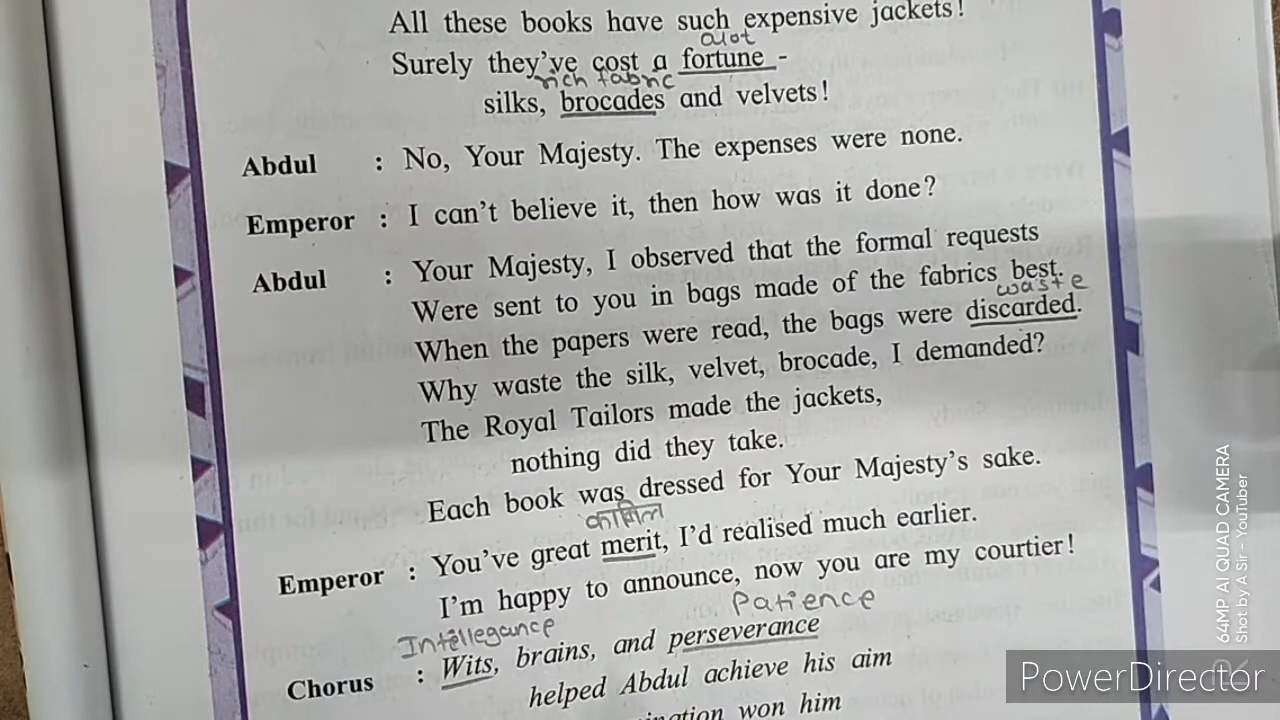 All these books have such expensive jackets!
alot
Surely they've cost a fortune -
rich fabric
silks, brocades and velvets!
Abdul : No, Your Majesty. The expenses were none.
Emperor : I can't believe it, then how was it done?
Abdul : Your Majesty, I observed that the formal requests
Were sent to you in bags made of the fabrics best.
waste
When the papers were read, the bags were discarded.
Why waste the silk, velvet, brocade, I demanded?
The Royal Tailors made the jackets,
nothing did they take.
Each book was dressed for Your Majesty's sake.
काबिल
Emperor : You've great merit, I'd realised much earlier.
I'm happy to announce, now you are my courtier!
Intellegance Patience
Chorus : Wits, brains, and perseverance
helped Abdul achieve his aim
won him
64MP AI QUAD CAMERA
Shot by A Sir - YouTuber
PowerDirector